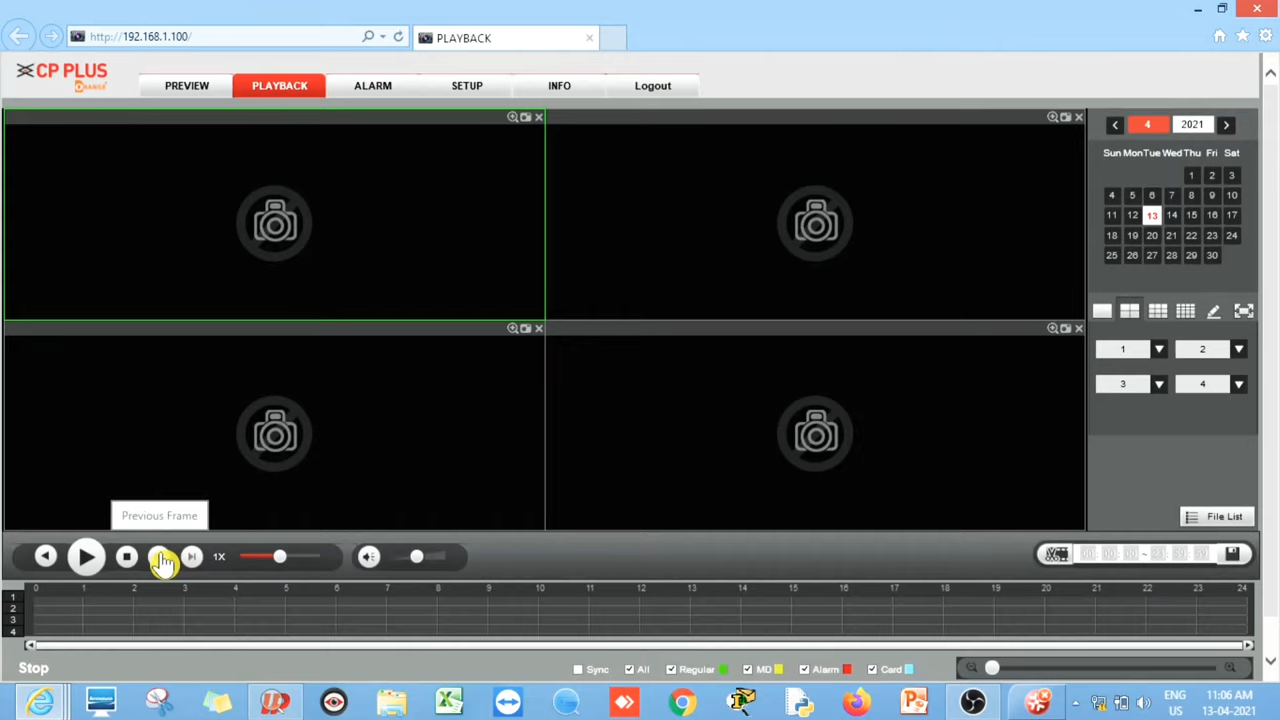 http://192.168.1.100/
PLAYBACK
CP PLUS
ORANGE
PREVIEW
PLAYBACK
ALARM
SETUP
INFO
Logout
4
2021
Sun Mon Tue Wed Thu Fri Sat
1 2 3
4 5 6 7 8 9 10
11 12 13 14 15 16 17
18 19 20 21 22 23 24
25 26 27 28 29 30
1
2
3
4
File List
Previous Frame
1X
0 1 2 3 4 5 6 7 8 9 10 11 12 13 14 15 16 17 18 19 20 21 22 23 24
1
2
3
4
Stop
Sync
All
Regular
MD
Alarm
Card
ENG
US
11:06 AM
13-04-2021